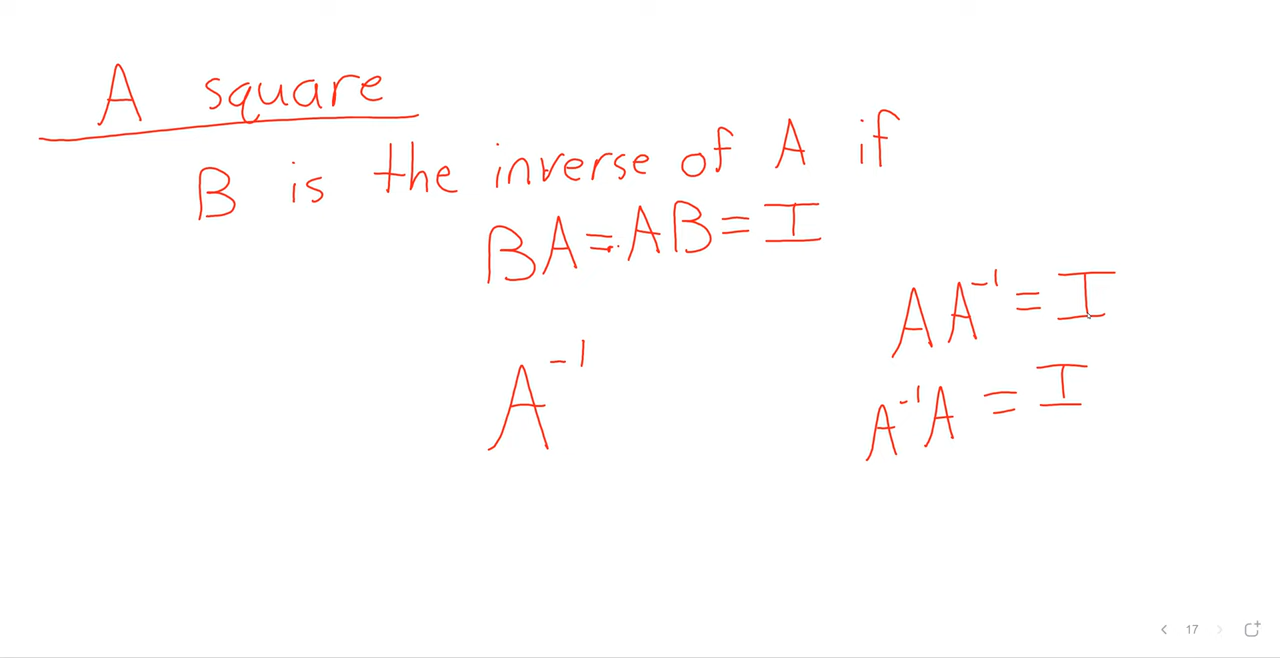 A square
B is the inverse of A if
BA = AB = I
AA⁻¹ = I
A⁻¹
A⁻¹A = I
17